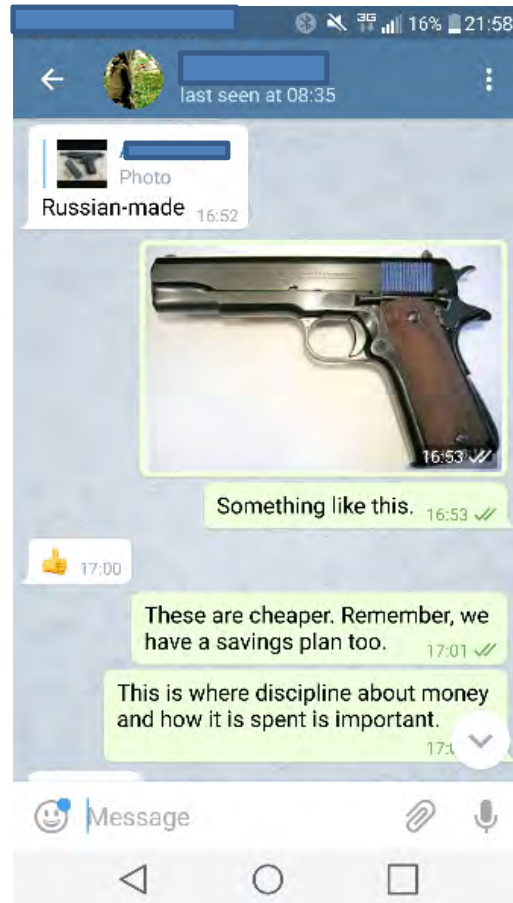 3G 16% 21:58
last seen at 08:35
Photo
Russian-made 16:52
16:53
Something like this. 16:53
👍 17:00
These are cheaper. Remember, we
have a savings plan too. 17:01
This is where discipline about money
and how it is spent is important.
Message